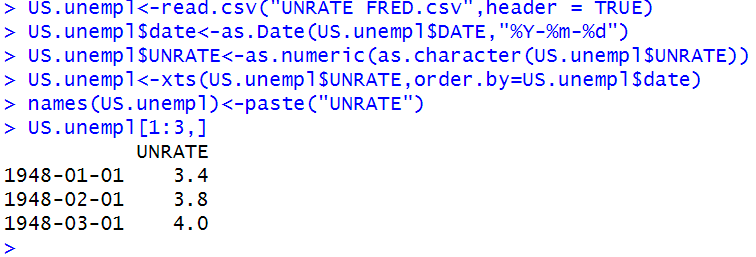 > US.unempl<-read.csv("UNRATE FRED.csv",header = TRUE)
> US.unempl$date<-as.Date(US.unempl$DATE,"%Y-%m-%d")
> US.unempl$UNRATE<-as.numeric(as.character(US.unempl$UNRATE))
> US.unempl<-xts(US.unempl$UNRATE,order.by=US.unempl$date)
> names(US.unempl)<-paste("UNRATE")
> US.unempl[1:3,]
           UNRATE
1948-01-01    3.4
1948-02-01    3.8
1948-03-01    4.0
>